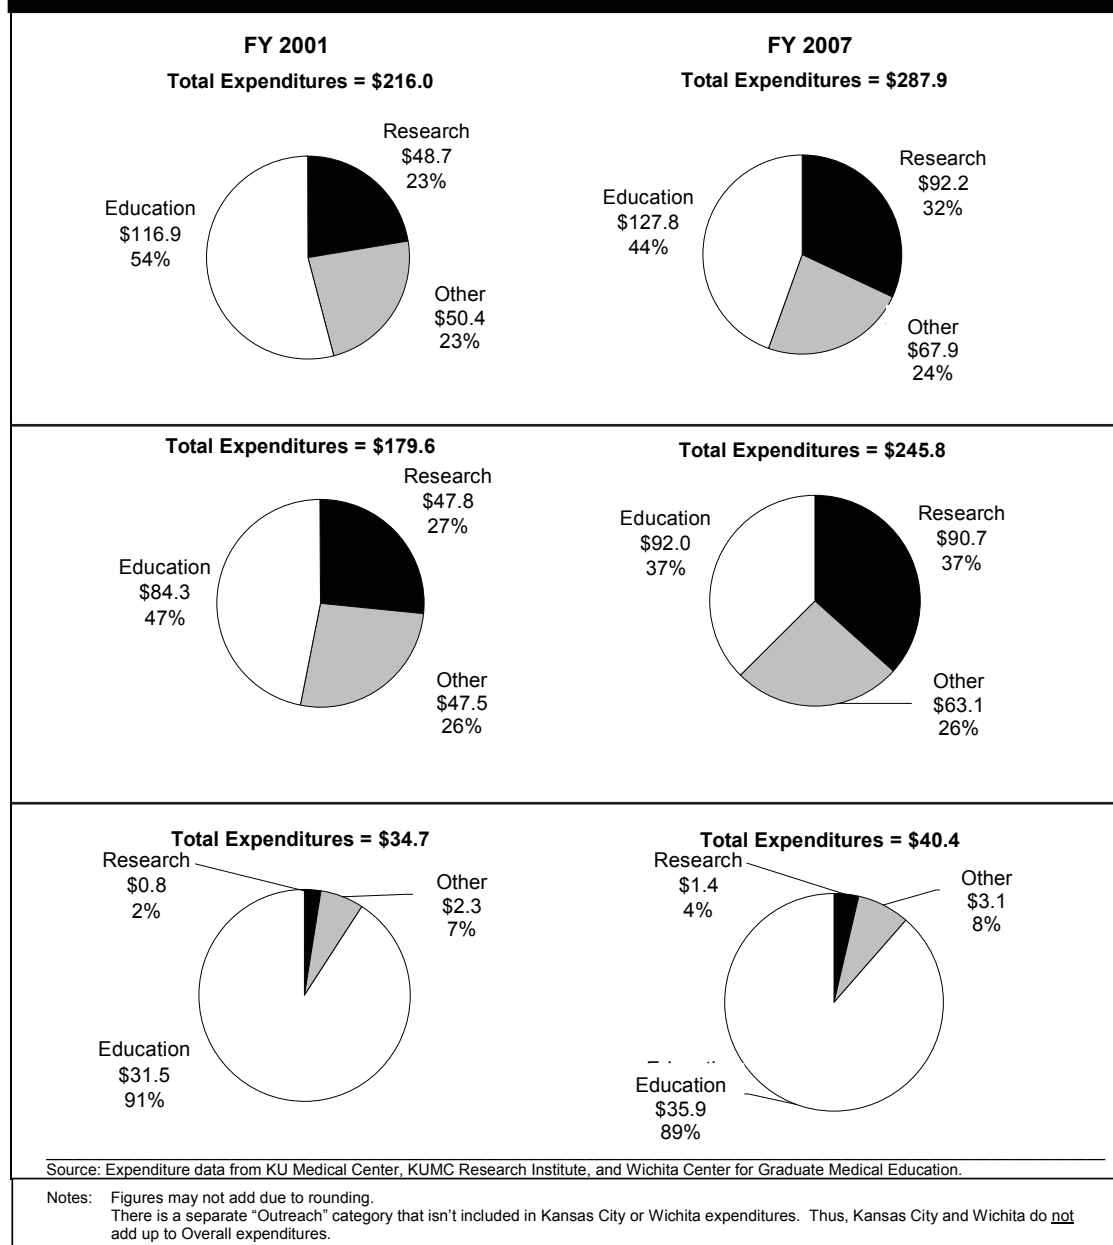 FY 2001
FY 2007
Total Expenditures = $216.0
Total Expenditures = $287.9
Research
$48.7
23%
Education
$116.9
54%
Other
$50.4
23%
Research
$92.2
32%
Education
$127.8
44%
Other
$67.9
24%
Total Expenditures = $179.6
Total Expenditures = $245.8
Research
$47.8
27%
Education
$84.3
47%
Other
$47.5
26%
Education
$92.0
37%
Research
$90.7
37%
Other
$63.1
26%
Total Expenditures = $34.7
Total Expenditures = $40.4
Research
$0.8
2%
Other
$2.3
7%
Education
$31.5
91%
Research
$1.4
4%
Other
$3.1
8%
Education
$35.9
89%
Source: Expenditure data from KU Medical Center, KUMC Research Institute, and Wichita Center for Graduate Medical Education.
Notes: Figures may not add due to rounding.
There is a separate “Outreach” category that isn’t included in Kansas City or Wichita expenditures. Thus, Kansas City and Wichita do not
add up to Overall expenditures.